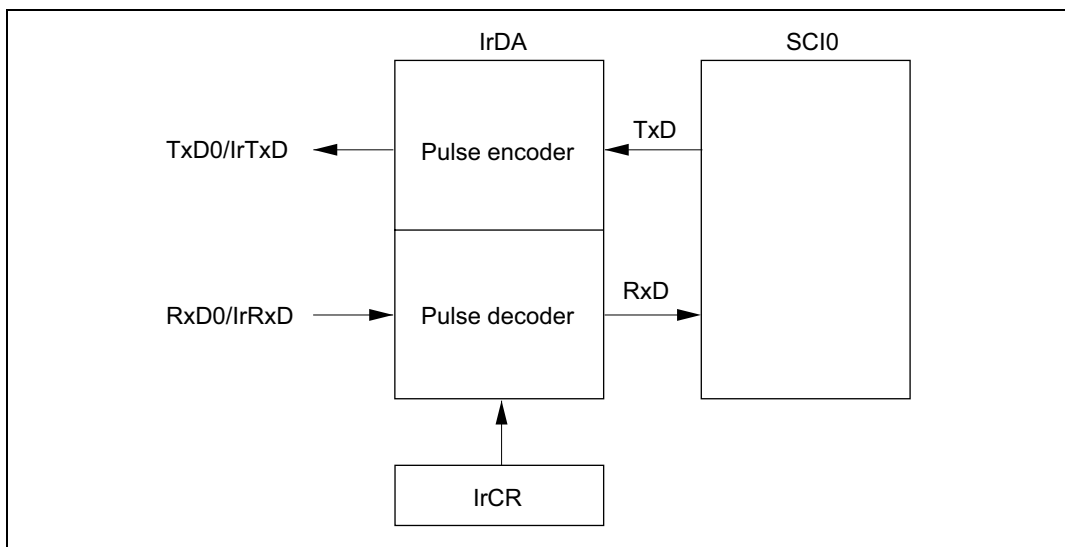 IrDA
SCI0
TxD0/IrTxD
Pulse encoder
TxD
RxD0/IrRxD
Pulse decoder
RxD
IrCR